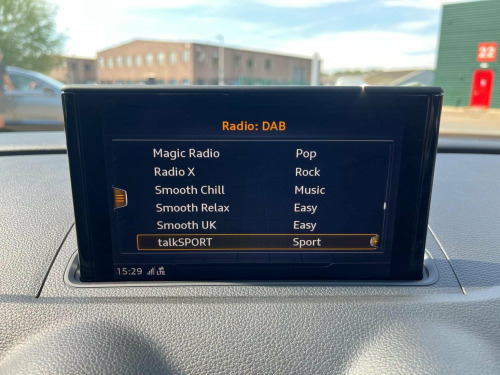 22
Radio: DAB
Magic Radio Pop
Radio X Rock
Smooth Chill Music
Smooth Relax Easy
Smooth UK Easy
talkSPORT Sport
15:29 LTE